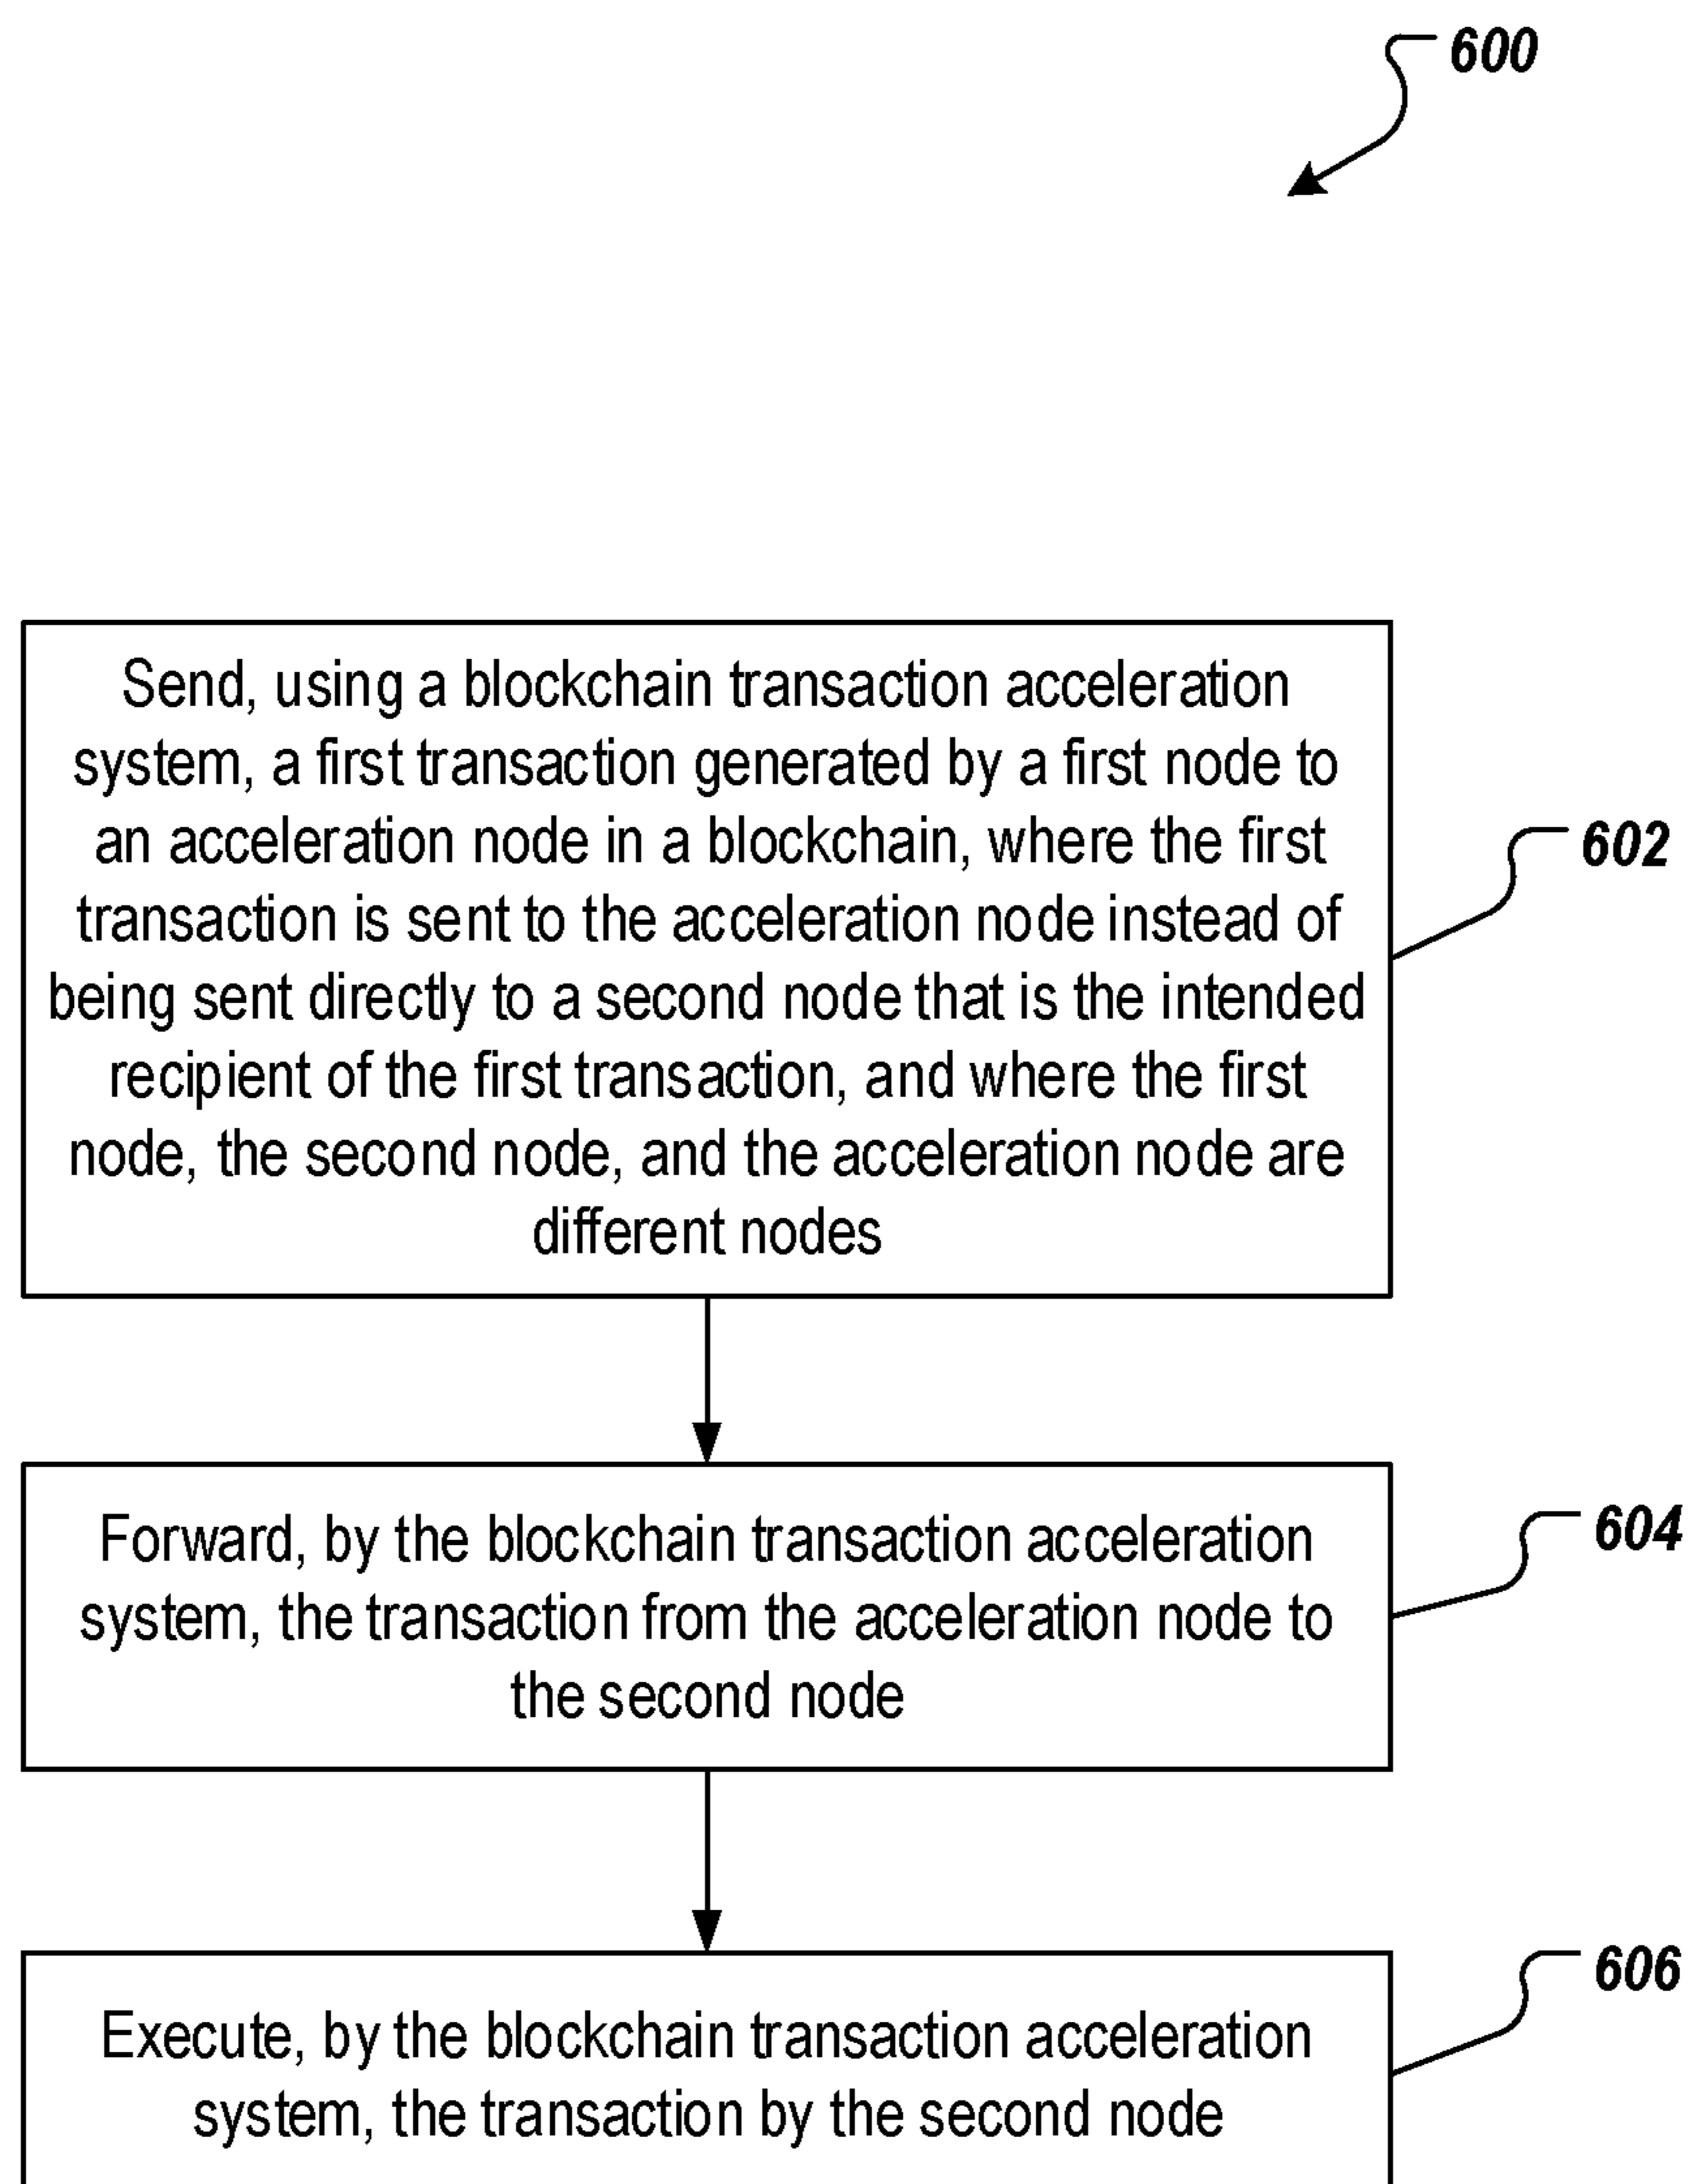 600
Send, using a blockchain transaction acceleration
system, a first transaction generated by a first node to
an acceleration node in a blockchain, where the first
transaction is sent to the acceleration node instead of
being sent directly to a second node that is the intended
recipient of the first transaction, and where the first
node, the second node, and the acceleration node are
different nodes
602
Forward, by the blockchain transaction acceleration
system, the transaction from the acceleration node to
the second node
604
Execute, by the blockchain transaction acceleration
system, the transaction by the second node
606